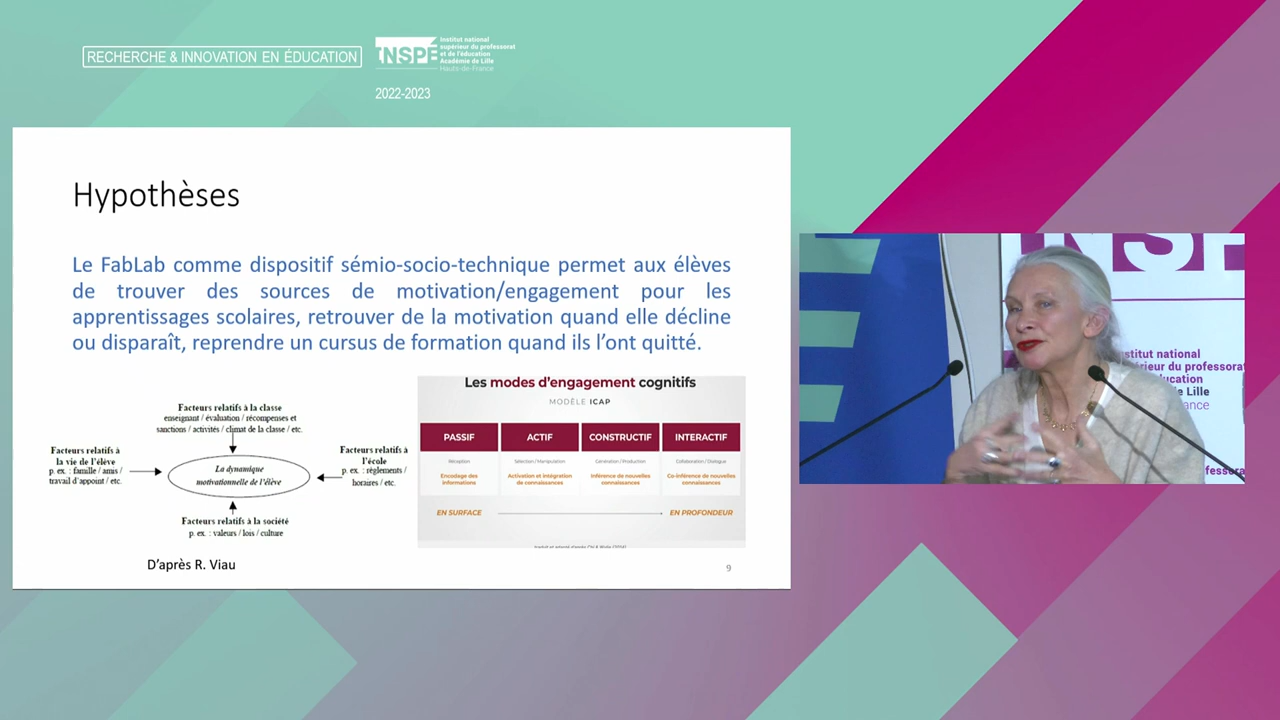 RECHERCHE & INNOVATION EN ÉDUCATION
INSPÉ
Institut national
supérieur du professorat
et de l'éducation
Académie de Lille
Hauts-de-France
2022-2023
Hypothèses
Le FabLab comme dispositif sémio-socio-technique permet aux élèves
de trouver des sources de motivation/engagement pour les
apprentissages scolaires, retrouver de la motivation quand elle décline
ou disparaît, reprendre un cursus de formation quand ils l'ont quitté.
Facteurs relatifs à la classe
enseignant / évaluation / récompenses et
sanctions / activités / climat de la classe / etc.
Facteurs relatifs à
la vie de l'élève
p. ex. : famille / amis /
travail d'appoint / etc.
La dynamique
motivationnelle de l'élève
Facteurs relatifs à
l'école
p. ex. : règlements /
horaires / etc.
Facteurs relatifs à la société
p. ex. : valeurs / lois / culture
D'après R. Viau
Les modes d'engagement cognitifs
MODÈLE ICAP
PASSIF
ACTIF
CONSTRUCTIF
INTERACTIF
Réception
Sélection / Manipulation
Génération / Production
Collaboration / Dialogue
Encodage des
informations
Activation et intégration
de connaissances
Inférence de nouvelles
connaissances
Co-inférence de nouvelles
connaissances
EN SURFACE
EN PROFONDEUR
9
NSP
stitut national
rieur du professorat
ducation
de Lille
ance
ofessora